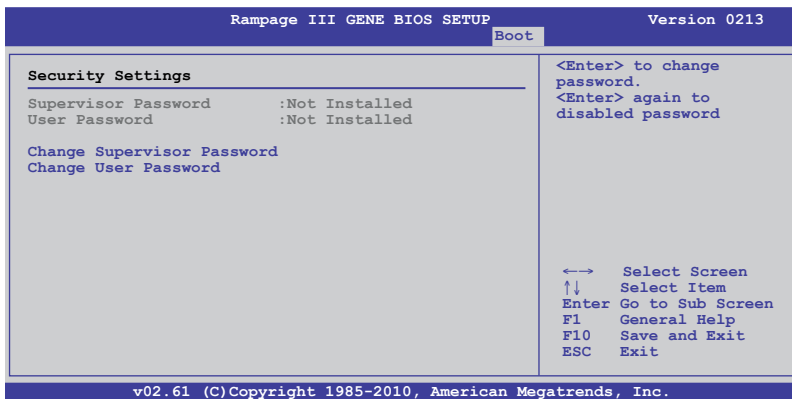 Rampage III GENE BIOS SETUP Version 0213
Boot
Security Settings
Supervisor Password :Not Installed
User Password :Not Installed
Change Supervisor Password
Change User Password
<Enter> to change
password.
<Enter> again to
disabled password
←→ Select Screen
↑↓ Select Item
Enter Go to Sub Screen
F1 General Help
F10 Save and Exit
ESC Exit
v02.61 (C)Copyright 1985-2010, American Megatrends, Inc.